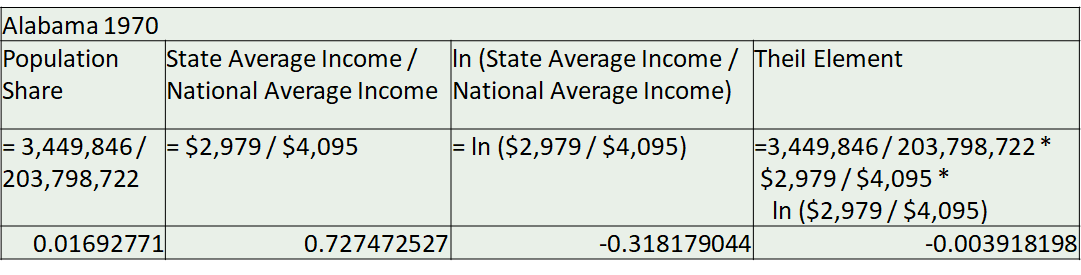 Alabama 1970
Population Share
State Average Income / National Average Income
ln (State Average Income / National Average Income)
Theil Element
= 3,449,846 / 203,798,722
= $2,979 / $4,095
= ln ($2,979 / $4,095)
=3,449,846 / 203,798,722 *
$2,979 / $4,095 *
ln ($2,979 / $4,095)
0.01692771
0.727472527
-0.318179044
-0.003918198